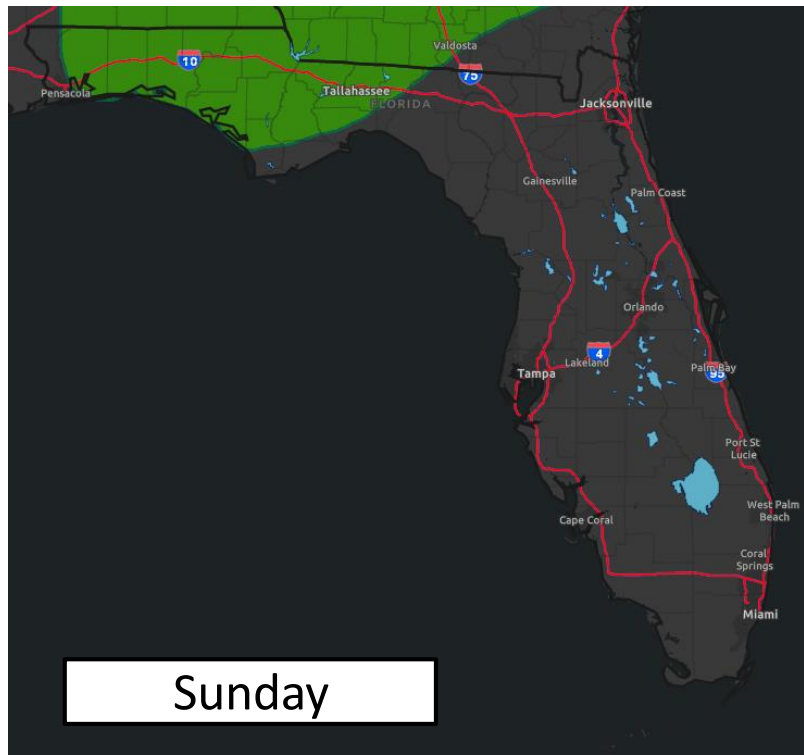 Valdosta
10
75
Pensacola
Tallahassee
FLORIDA
Jacksonville
Gainesville
Palm Coast
Orlando
4
Lakeland
Palm Bay
95
Tampa
Port St
Lucie
West Palm
Beach
Cape Coral
Coral
Springs
Miami
Sunday